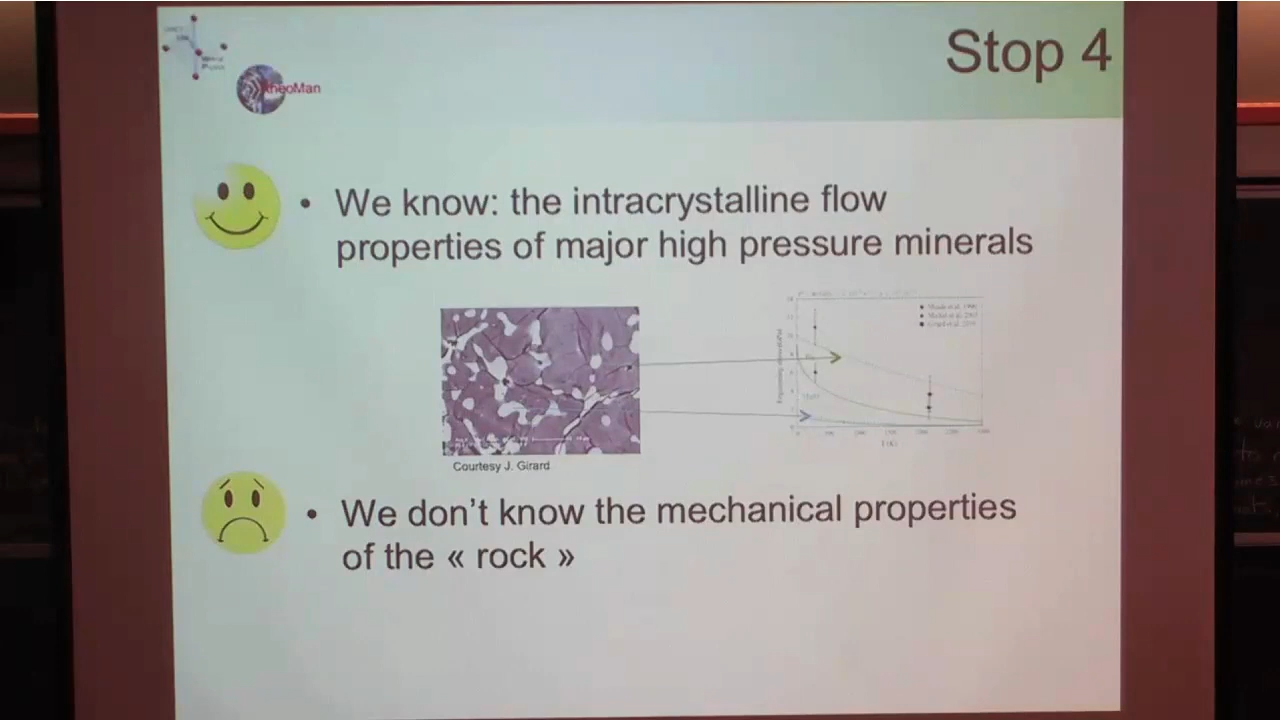 Stop 4
RheoMan
• We know: the intracrystalline flow
properties of major high pressure minerals
Courtesy J. Girard
T (K)
• We don't know the mechanical properties
of the « rock »